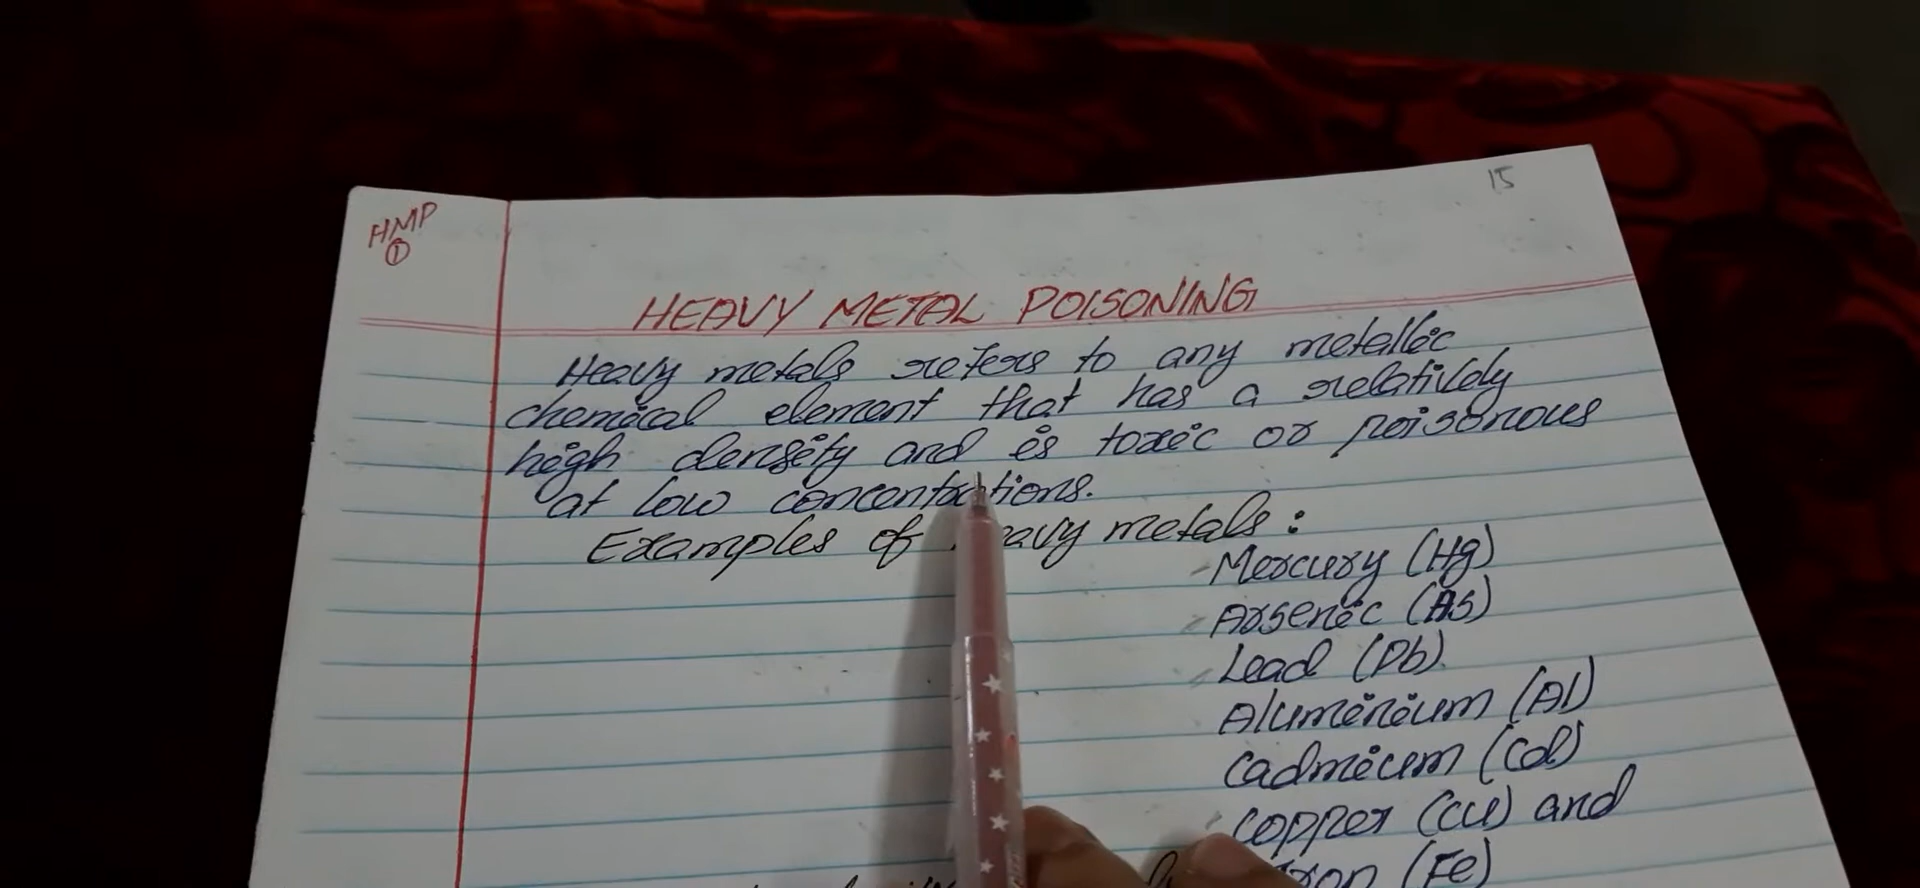 15
HMP
①
HEAVY METAL POISONING
Heavy metals refers to any metallic
chemical element that has a relatively
high density and is toxic or poisonous
at low concentrations.
Examples of heavy metals:
Mercury (Hg)
Arsenic (As)
Lead (Pb)
Aluminium (Al)
Cadmium (Cd)
Copper (Cu) and
Iron (Fe)